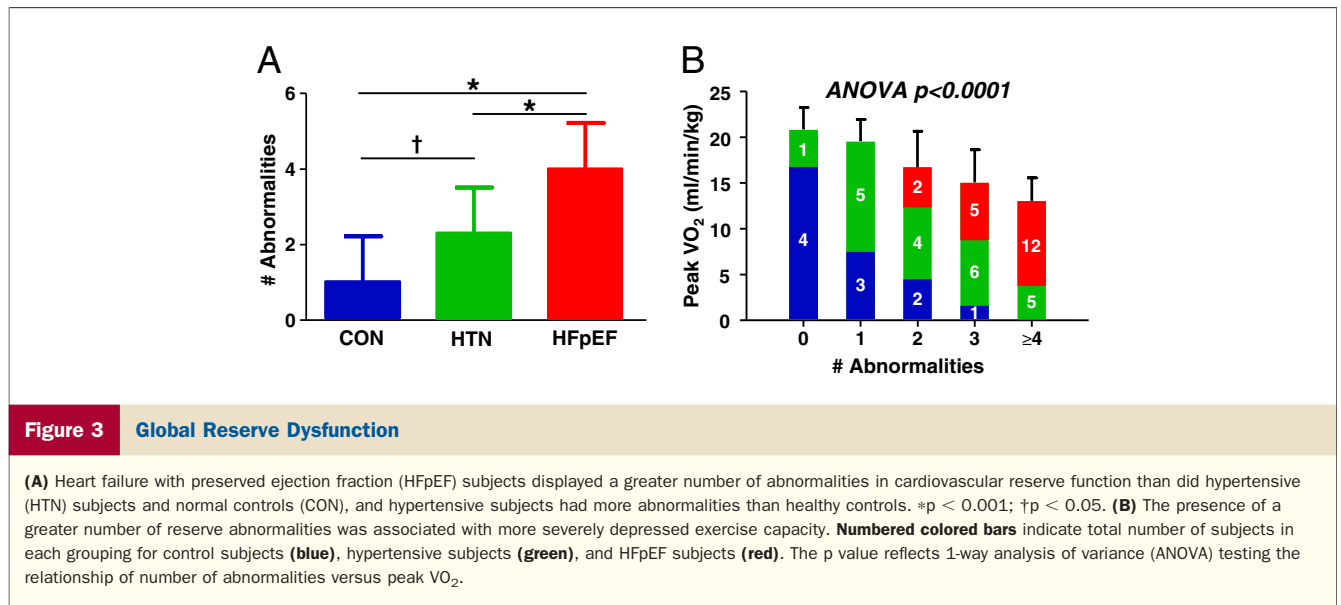 A
# Abnormalities
6
4
2
0
*
*
†
CON HTN HFpEF
B
ANOVA p<0.0001
Peak VO₂ (ml/min/kg)
25
20
15
10
5
0
1
4
5
3
2
4
2
5
6
1
12
5
0 1 2 3 ≥4
# Abnormalities
Figure 3 Global Reserve Dysfunction
(A) Heart failure with preserved ejection fraction (HFpEF) subjects displayed a greater number of abnormalities in cardiovascular reserve function than did hypertensive
(HTN) subjects and normal controls (CON), and hypertensive subjects had more abnormalities than healthy controls. *p < 0.001; †p < 0.05. (B) The presence of a
greater number of reserve abnormalities was associated with more severely depressed exercise capacity. Numbered colored bars indicate total number of subjects in
each grouping for control subjects (blue), hypertensive subjects (green), and HFpEF subjects (red). The p value reflects 1-way analysis of variance (ANOVA) testing the
relationship of number of abnormalities versus peak VO₂.